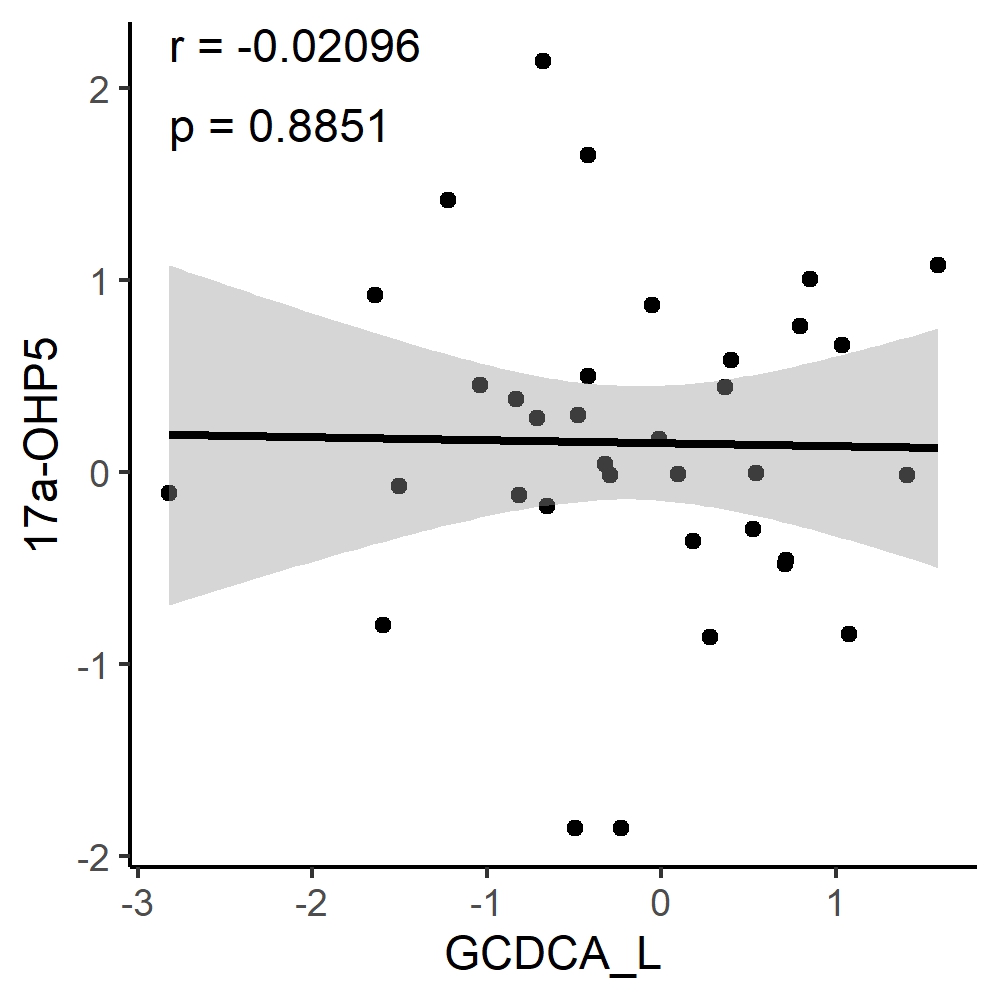 r = -0.02096
p = 0.8851
17a-OHP5
2
1
0
-1
-2
-3 -2 -1 0 1
GCDCA_L